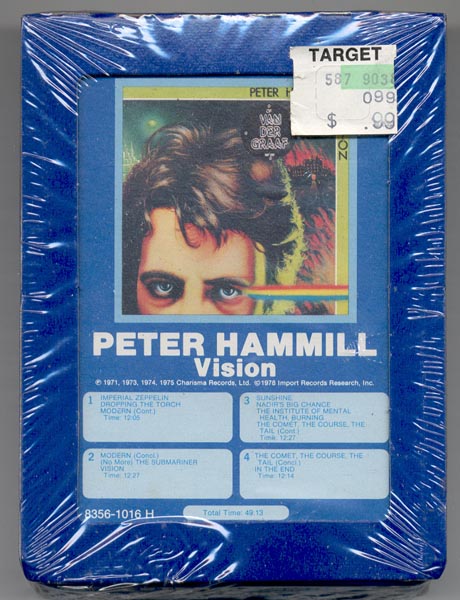 TARGET
587 903
099
$ .99
PETER H
VAN
DER
GRAAF
PETER HAMMILL
Vision
℗ 1971, 1973, 1974, 1975 Charisma Records, Ltd. ©1978 Import Records Research, Inc.
1 IMPERIAL ZEPPELIN
DROPPING THE TORCH
MODERN (Cont.)
Time: 12:05
2 MODERN (Concl.)
(No More) THE SUBMARINER
VISION
Time: 12:27
3 SUNSHINE
NADIR'S BIG CHANCE
THE INSTITUTE OF MENTAL
HEALTH, BURNING
THE COMET, THE COURSE, THE
TAIL (Cont.)
Time: 12:27
4 THE COMET, THE COURSE, THE
TAIL (Concl.)
IN THE END
Time: 12:14
8356-1016 H
Total Time: 49:13